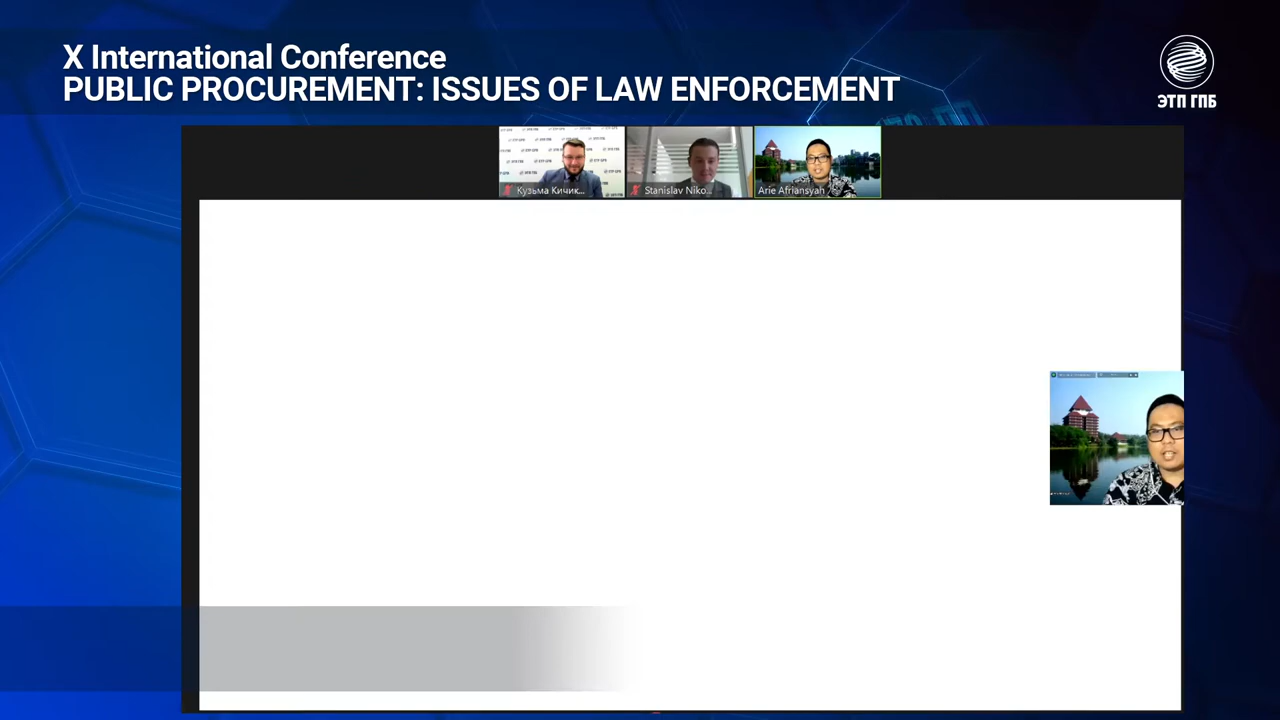 X International Conference
PUBLIC PROCUREMENT: ISSUES OF LAW ENFORCEMENT
ЭТП ГПБ
Кузьма Кичик...
Stanislav Niko...
Arie Afriansyah